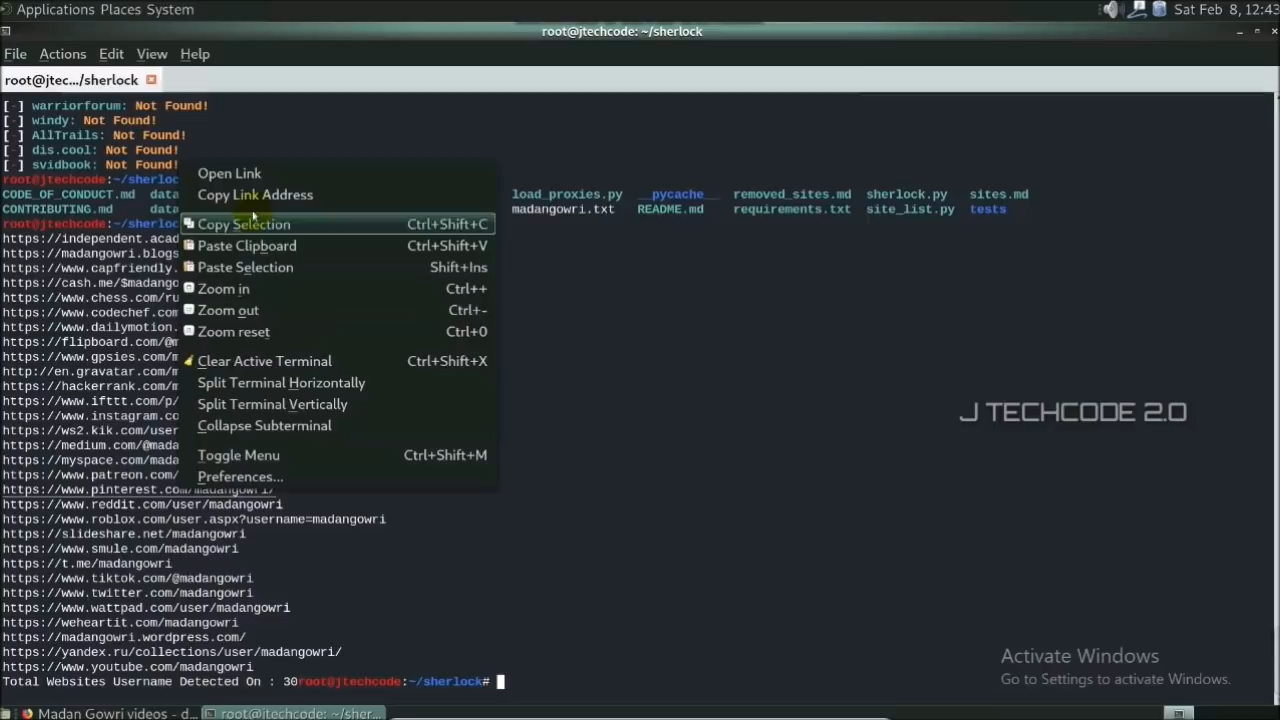 Applications Places System
Sat Feb 8, 12:43
root@jtechcode: ~/sherlock
File Actions Edit View Help
root@jtec.../sherlock
[-] warriorforum: Not Found!
[-] windy: Not Found!
[-] AllTrails: Not Found!
[-] dis.cool: Not Found!
[-] svidbook: Not Found!
root@jtechcode:~/sherloc
CODE_OF_CONDUCT.md data load_proxies.py __pycache__ removed_sites.md sherlock.py sites.md
CONTRIBUTING.md data madangowri.txt README.md requirements.txt site_list.py tests
root@jtechcode:~/sherloc
https://independent.acad
https://madangowri.blogs
https://www.capfriendly.
https://cash.me/$madango
https://www.chess.com/ru
https://www.codechef.com
https://www.dailymotion.
https://flipboard.com/@m
https://www.gpsies.com/m
http://en.gravatar.com/m
https://hackerrank.com/m
https://www.ifttt.com/p/
https://www.instagram.co
https://ws2.kik.com/user
https://medium.com/@mada
https://myspace.com/mada
https://www.patreon.com/
https://www.pinterest.com/madangowri/
https://www.reddit.com/user/madangowri
https://www.roblox.com/user.aspx?username=madangowri
https://slideshare.net/madangowri
https://www.smule.com/madangowri
https://t.me/madangowri
https://www.tiktok.com/@madangowri
https://www.twitter.com/madangowri
https://www.wattpad.com/user/madangowri
https://weheartit.com/madangowri
https://madangowri.wordpress.com/
https://yandex.ru/collections/user/madangowri/
https://www.youtube.com/madangowri
Total Websites Username Detected On : 30root@jtechcode:~/sherlock#
Open Link
Copy Link Address
Copy Selection Ctrl+Shift+C
Paste Clipboard Ctrl+Shift+V
Paste Selection Shift+Ins
Zoom in Ctrl++
Zoom out Ctrl+-
Zoom reset Ctrl+0
Clear Active Terminal Ctrl+Shift+X
Split Terminal Horizontally
Split Terminal Vertically
Collapse Subterminal
Toggle Menu Ctrl+Shift+M
Preferences...
J TECHCODE 2.0
Activate Windows
Go to Settings to activate Windows.
Madan Gowri videos - d...
root@jtechcode: ~/sher...